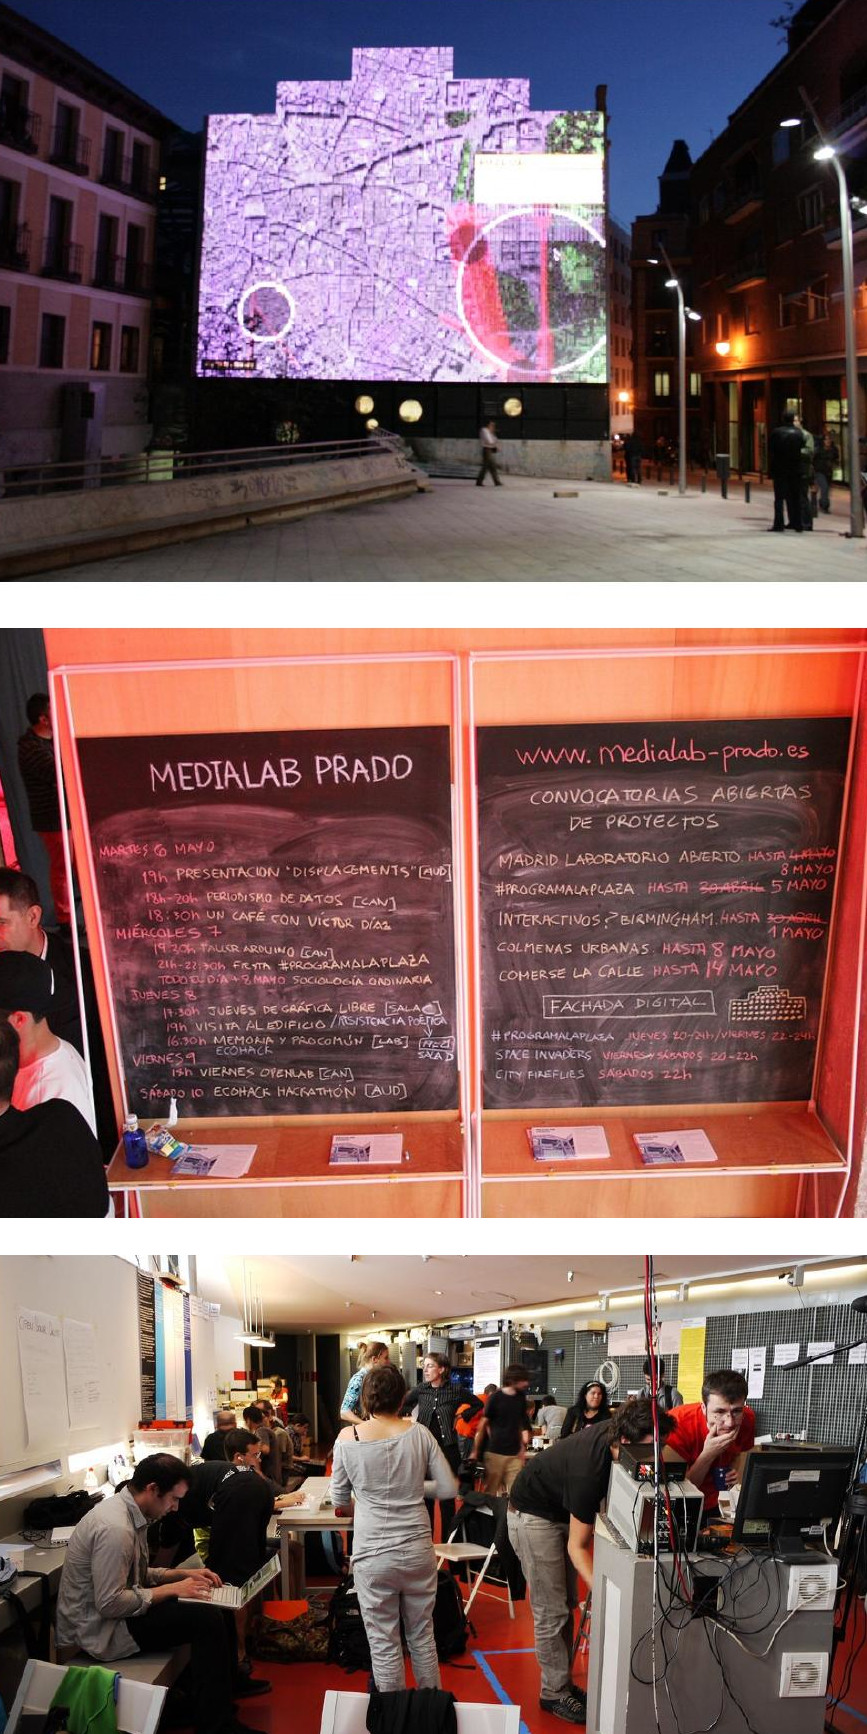 MEDIALAB PRADO
MARTES 6 MAYO
19h PRESENTACION "DISPLACEMENTS" [AUD]
18h-20h PERIODISMO DE DATOS [CAN]
18:30h UN CAFÉ CON VÍCTOR DÍAZ
MIÉRCOLES 7
TALLER ARDUINO [CAN]
21h-22:30h FIESTA #PROGRAMALAPLAZA
TODO EL DÍA + 8 MAYO SOCIOLOGÍA ORDINARIA
JUEVES 8
17:30h JUEVES DE GRÁFICA LIBRE [SALA C]
19h VISITA AL EDIFICIO / RESISTENCIA POÉTICA
16:30h MEMORIA Y PROCOMÚN [LAB]
SALA D
ECOHACK
VIERNES 9
18h VIERNES OPENLAB [CAN]
SÁBADO 10 ECOHACK HACKATHÓN [AUD]
www.medialab-prado.es
CONVOCATORIAS ABIERTAS
DE PROYECTOS
MADRID LABORATORIO ABIERTO HASTA 4 MAYO
8 MAYO
#PROGRAMALAPLAZA HASTA 30 ABRIL 5 MAYO
INTERACTIVOS? BIRMINGHAM. HASTA 30 ABRIL
1 MAYO
COLMENAS URBANAS HASTA 8 MAYO
COMERSE LA CALLE HASTA 14 MAYO
FACHADA DIGITAL
#PROGRAMALAPLAZA JUEVES 20-24h/VIERNES 22-24h
SPACE INVADERS VIERNES y SÁBADOS 20-22h
CITY FIREFLIES SÁBADOS 22h